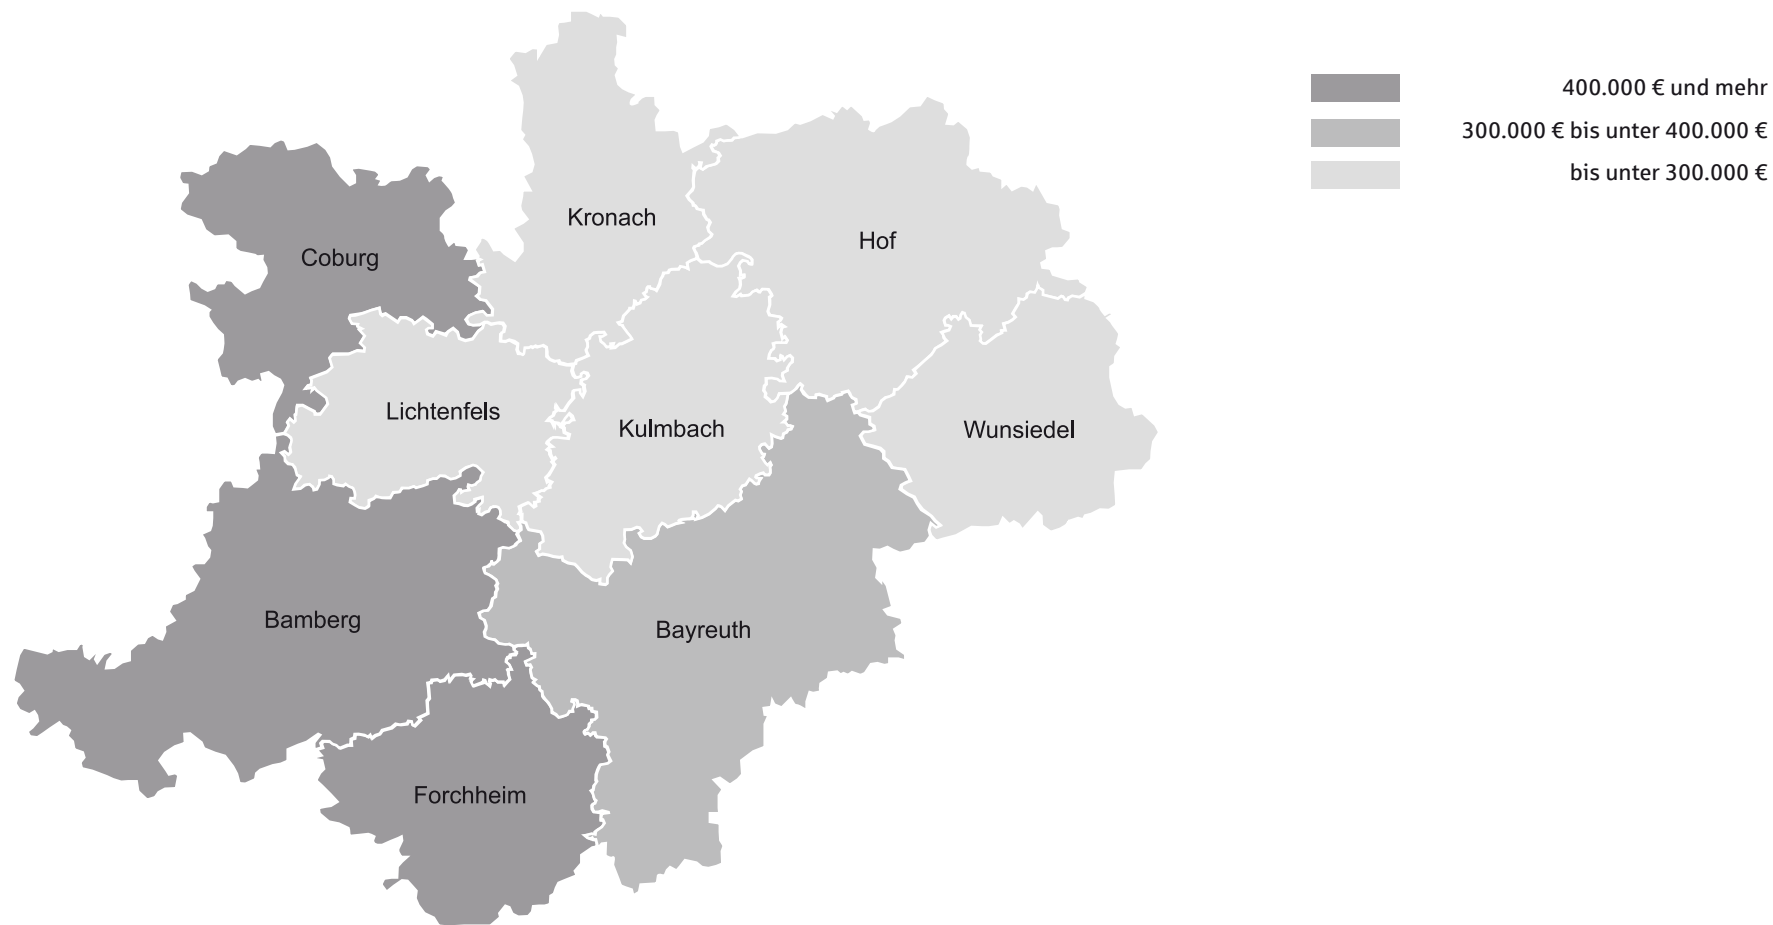 400.000 € und mehr
300.000 € bis unter 400.000 €
bis unter 300.000 €
Kronach
Hof
Coburg
Lichtenfels
Kulmbach
Wunsiedel
Bamberg
Bayreuth
Forchheim